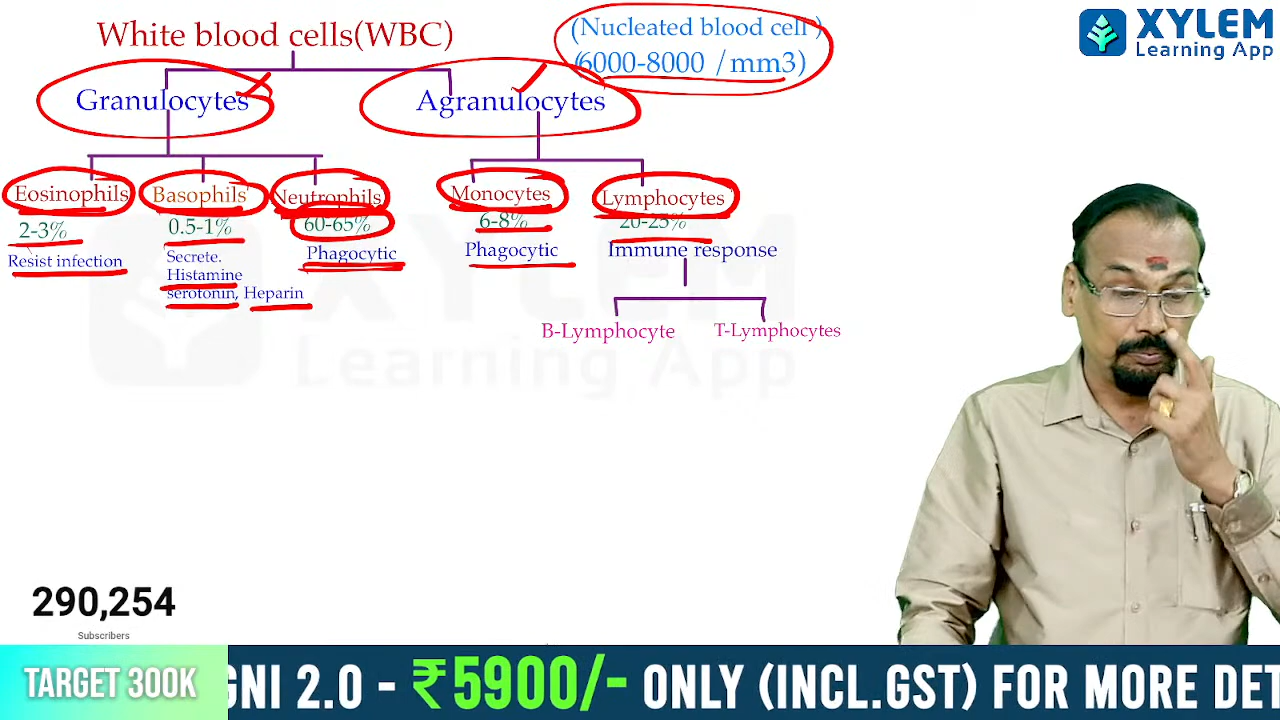 White blood cells(WBC)
(Nucleated blood cell )
(6000-8000 /mm3)
XYLEM
Learning App
Granulocytes
Agranulocytes
Eosinophils
Basophils
Neutrophils
Monocytes
Lymphocytes
2-3%
0.5-1%
60-65%
6-8%
20-25%
Resist infection
Secrete.
Histamine
serotonin, Heparin
Phagocytic
Phagocytic
Immune response
B-Lymphocyte
T-Lymphocytes
XYLEM
Learning App
290,254
Subscribers
TARGET 300K
GNI 2.0 - ₹5900/- ONLY (INCL.GST) FOR MORE DET